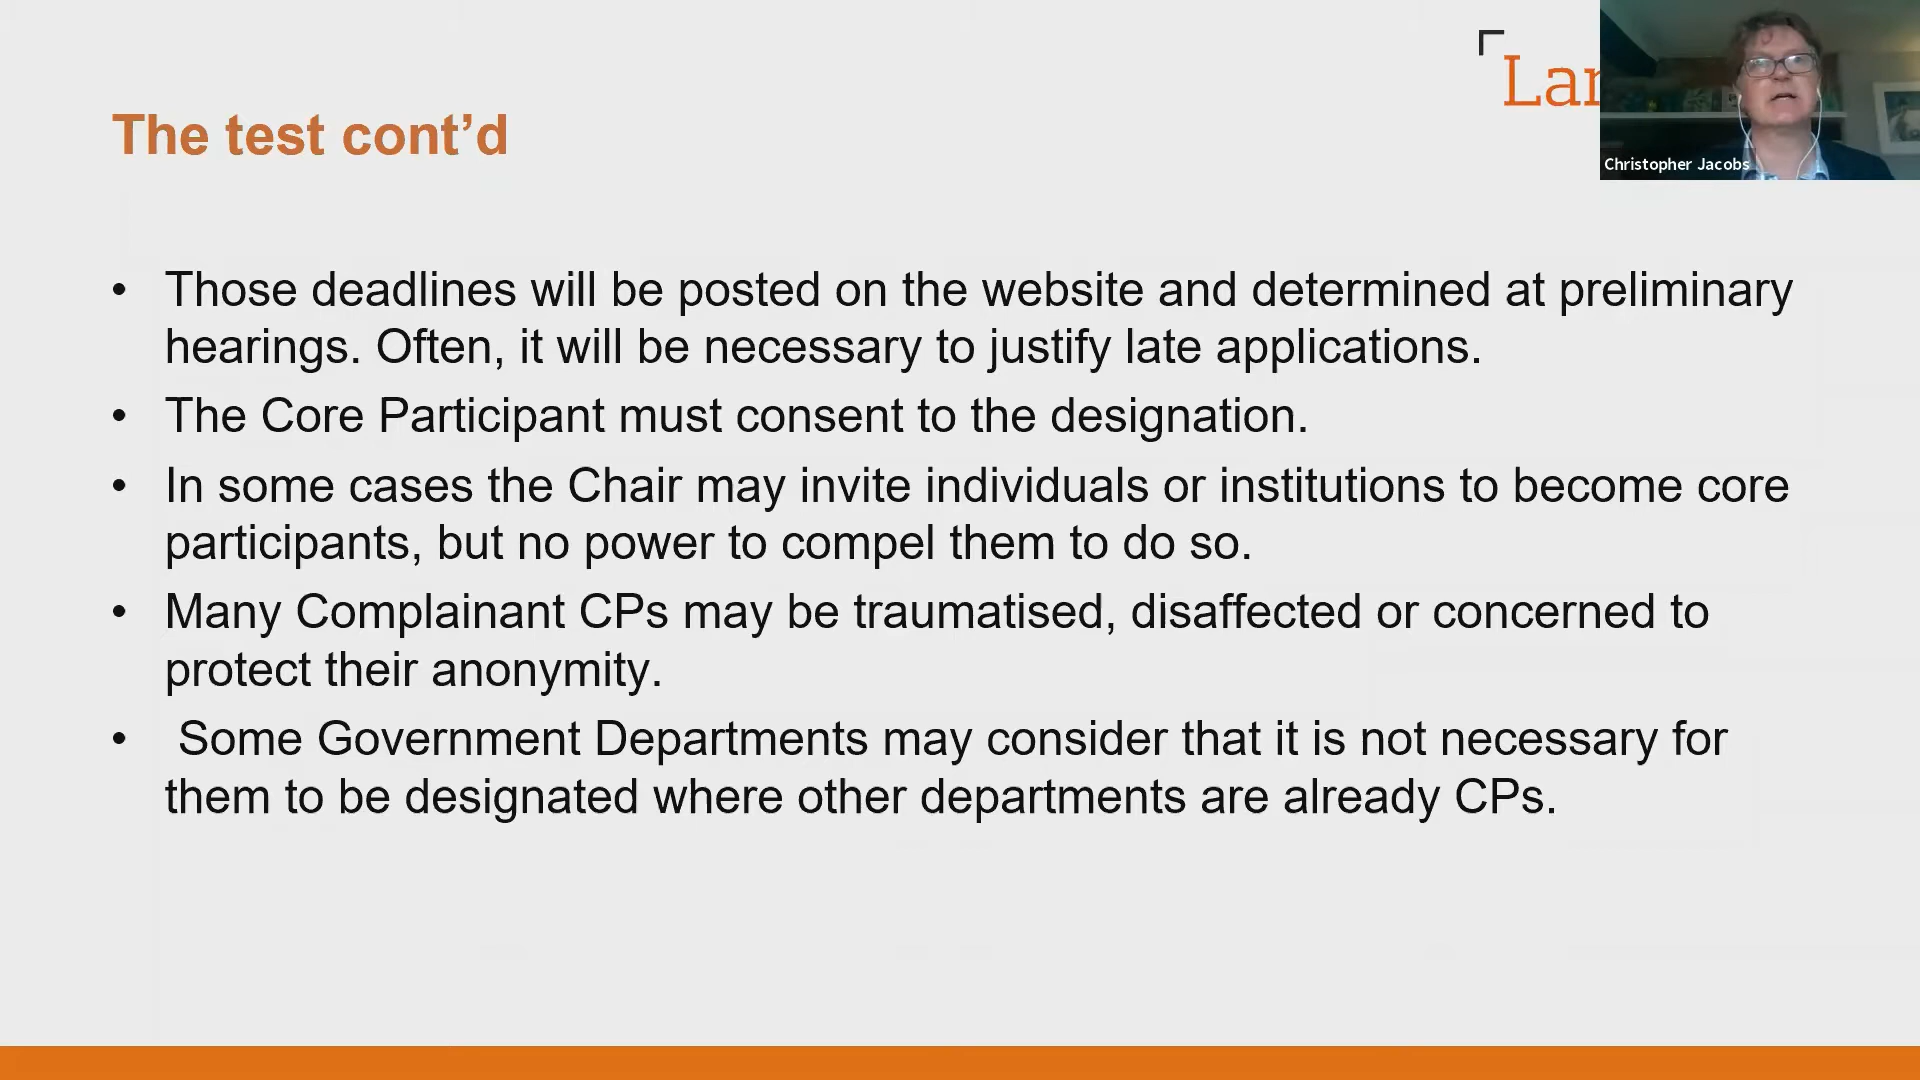 Lan
Christopher Jacobs
The test cont’d
• Those deadlines will be posted on the website and determined at preliminary
hearings. Often, it will be necessary to justify late applications.
• The Core Participant must consent to the designation.
• In some cases the Chair may invite individuals or institutions to become core
participants, but no power to compel them to do so.
• Many Complainant CPs may be traumatised, disaffected or concerned to
protect their anonymity.
• Some Government Departments may consider that it is not necessary for
them to be designated where other departments are already CPs.